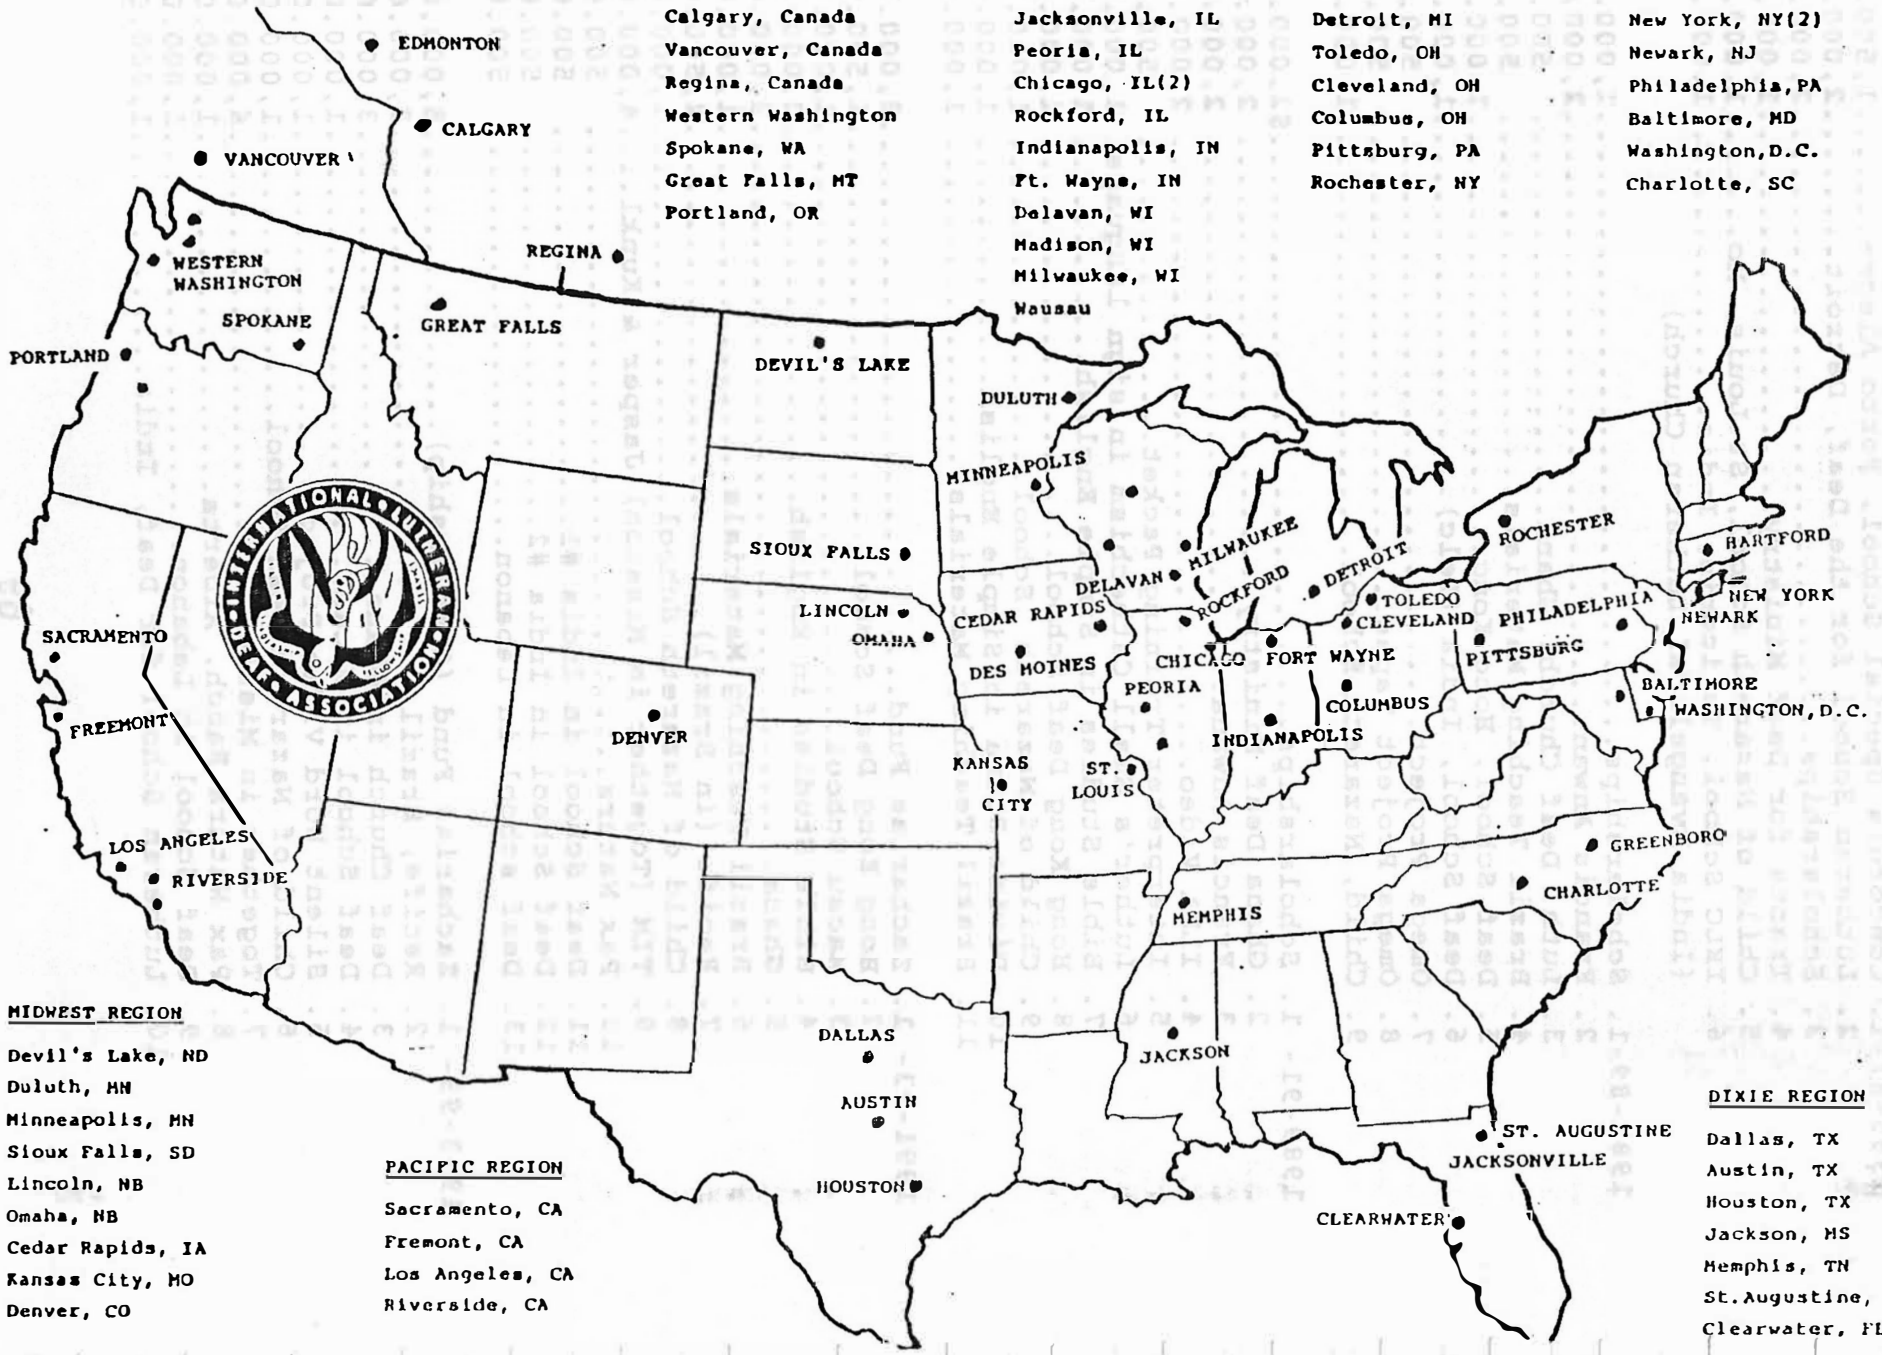 Calgary, Canada
Vancouver, Canada
Regina, Canada
Western Washington
Spokane, WA
Great Falls, MT
Portland, OR
Jacksonville, IL
Peoria, IL
Chicago, IL(2)
Rockford, IL
Indianapolis, IN
Ft. Wayne, IN
Delavan, WI
Madison, WI
Milwaukee, WI
Wausau
Detroit, MI
Toledo, OH
Cleveland, OH
Columbus, OH
Pittsburg, PA
Rochester, NY
New York, NY(2)
Newark, NJ
Philadelphia,PA
Baltimore, MD
Washington,D.C.
Charlotte, SC
EDMONTON
CALGARY
VANCOUVER
REGINA
WESTERN
WASHINGTON
SPOKANE
GREAT FALLS
PORTLAND
DEVIL'S LAKE
DULUTH
MINNEAPOLIS
SIOUX FALLS
LINCOLN
OMAHA
CEDAR RAPIDS
DES MOINES
DELAVAN
MILWAUKEE
ROCKFORD
DETROIT
ROCHESTER
HARTFORD
TOLEDO
CLEVELAND
PHILADELPHIA
NEW YORK
NEWARK
PITTSBURG
CHICAGO
FORT WAYNE
PEORIA
COLUMBUS
BALTIMORE
WASHINGTON,D.C.
INDIANAPOLIS
SACRAMENTO
FREEMONT
INTERNATIONAL LUTHERAN
DEAF ASSOCIATION
FELLOWSHIP
DENVER
KANSAS
CITY
ST.
LOUIS
LOS ANGELES
RIVERSIDE
GREENBORO
CHARLOTTE
MEMPHIS
JACKSON
DALLAS
AUSTIN
HOUSTON
ST. AUGUSTINE
JACKSONVILLE
CLEARWATER
MIDWEST REGION
Devil's Lake, ND
Duluth, MN
Minneapolis, MN
Sioux Falls, SD
Lincoln, NB
Omaha, NB
Cedar Rapids, IA
Kansas City, MO
Denver, CO
PACIFIC REGION
Sacramento, CA
Fremont, CA
Los Angeles, CA
Riverside, CA
DIXIE REGION
Dallas, TX
Austin, TX
Houston, TX
Jackson, MS
Memphis, TN
St.Augustine,
Clearwater, FL